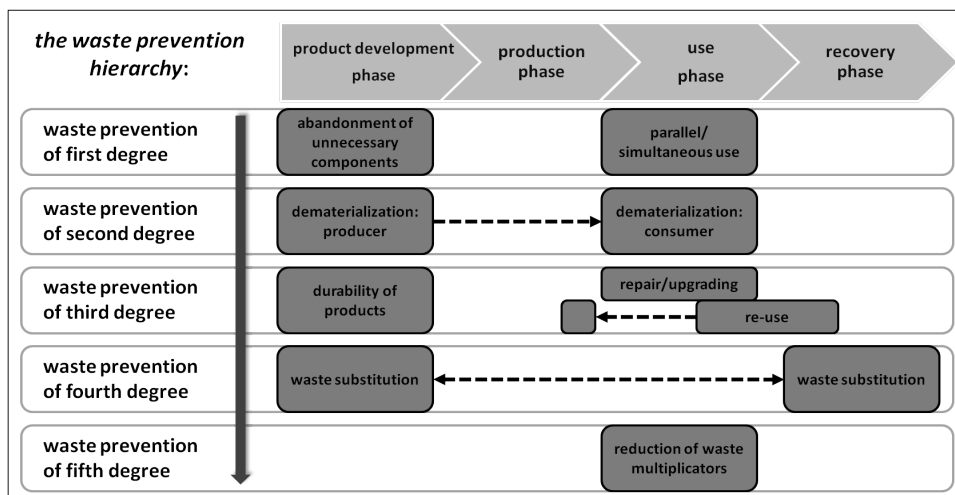 the waste prevention
hierarchy:
product development
phase
production
phase
use
phase
recovery
phase
waste prevention
of first degree
abandonment of
unnecessary
components
parallel/
simultaneous use
waste prevention
of second degree
dematerialization:
producer
dematerialization:
consumer
waste prevention
of third degree
durability of
products
repair/upgrading
re-use
waste prevention
of fourth degree
waste substitution
waste substitution
waste prevention
of fifth degree
reduction of waste
multiplicators